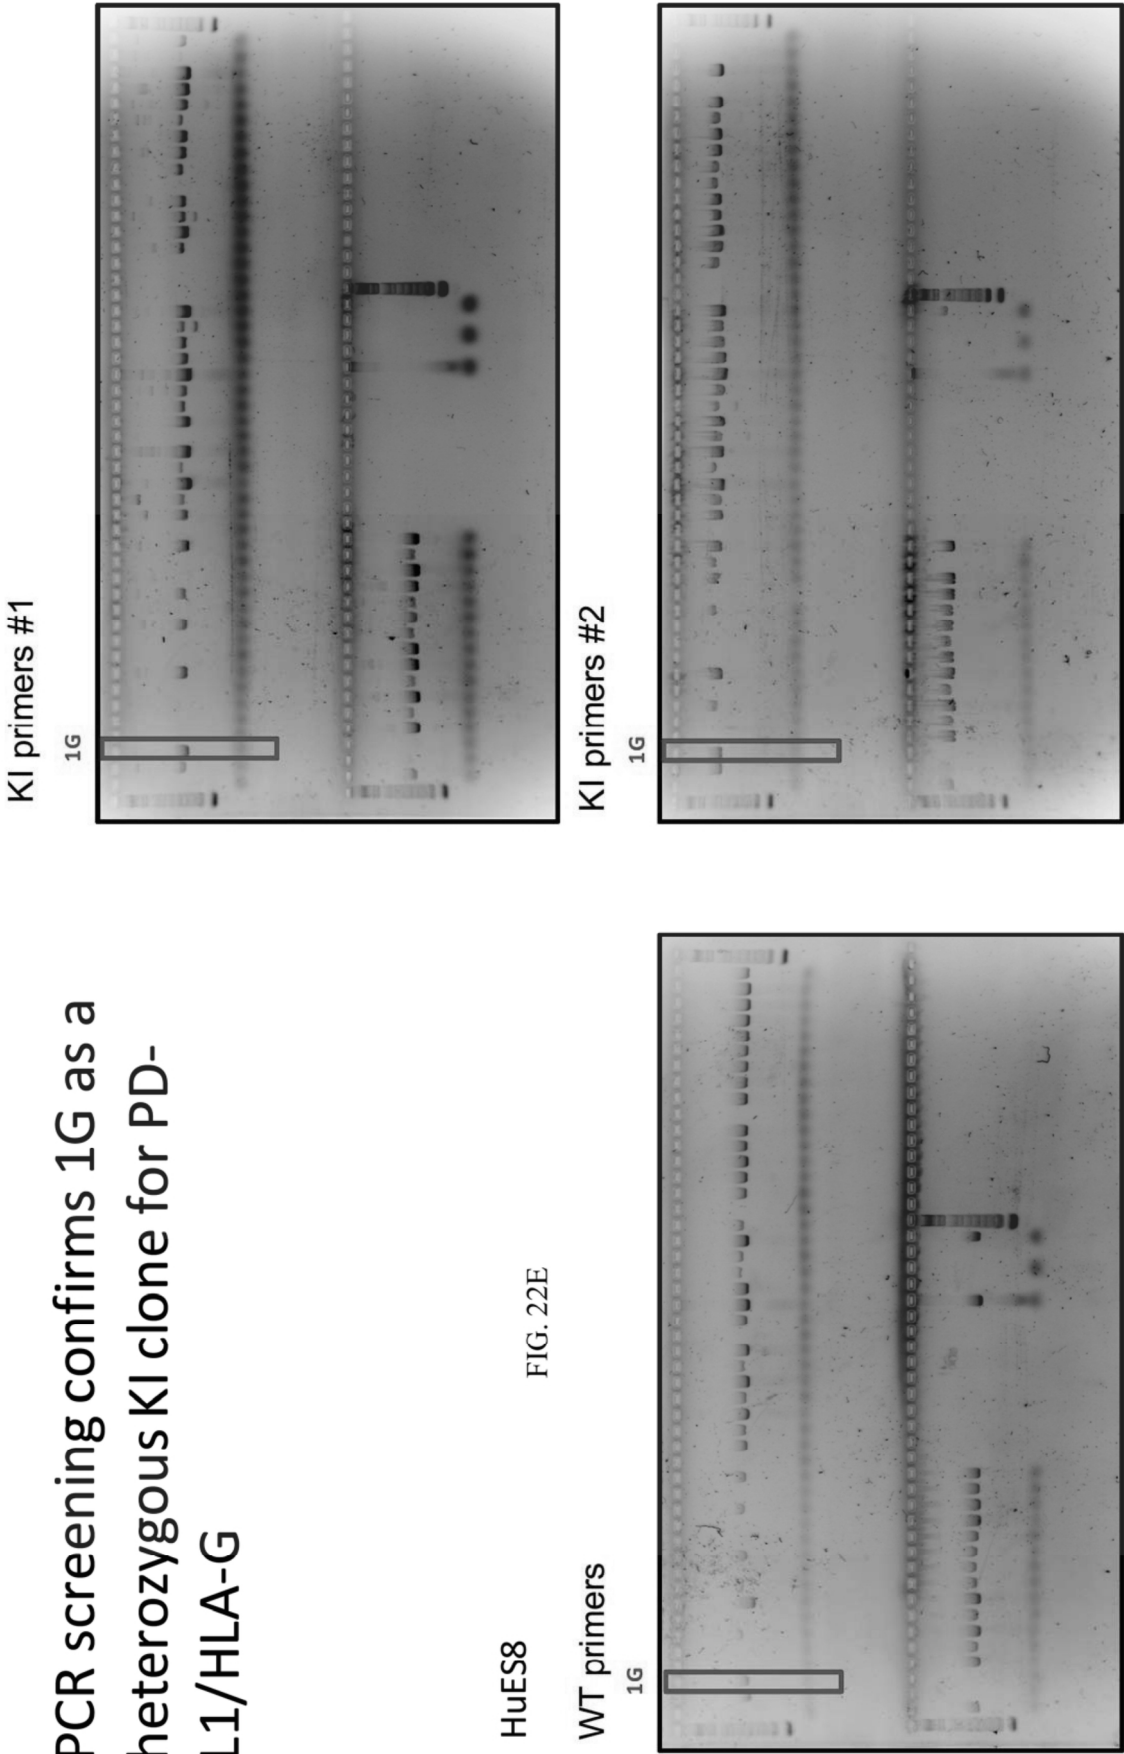 PCR screening confirms 1G as a
heterozygous KI clone for PD-
L1/HLA-G
HuES8
FIG. 22E
KI primers #1
1G
WT primers
1G
KI primers #2
1G